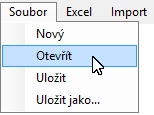 Soubor Excel Import
Nový
Otevřít
Uložit
Uložit jako...